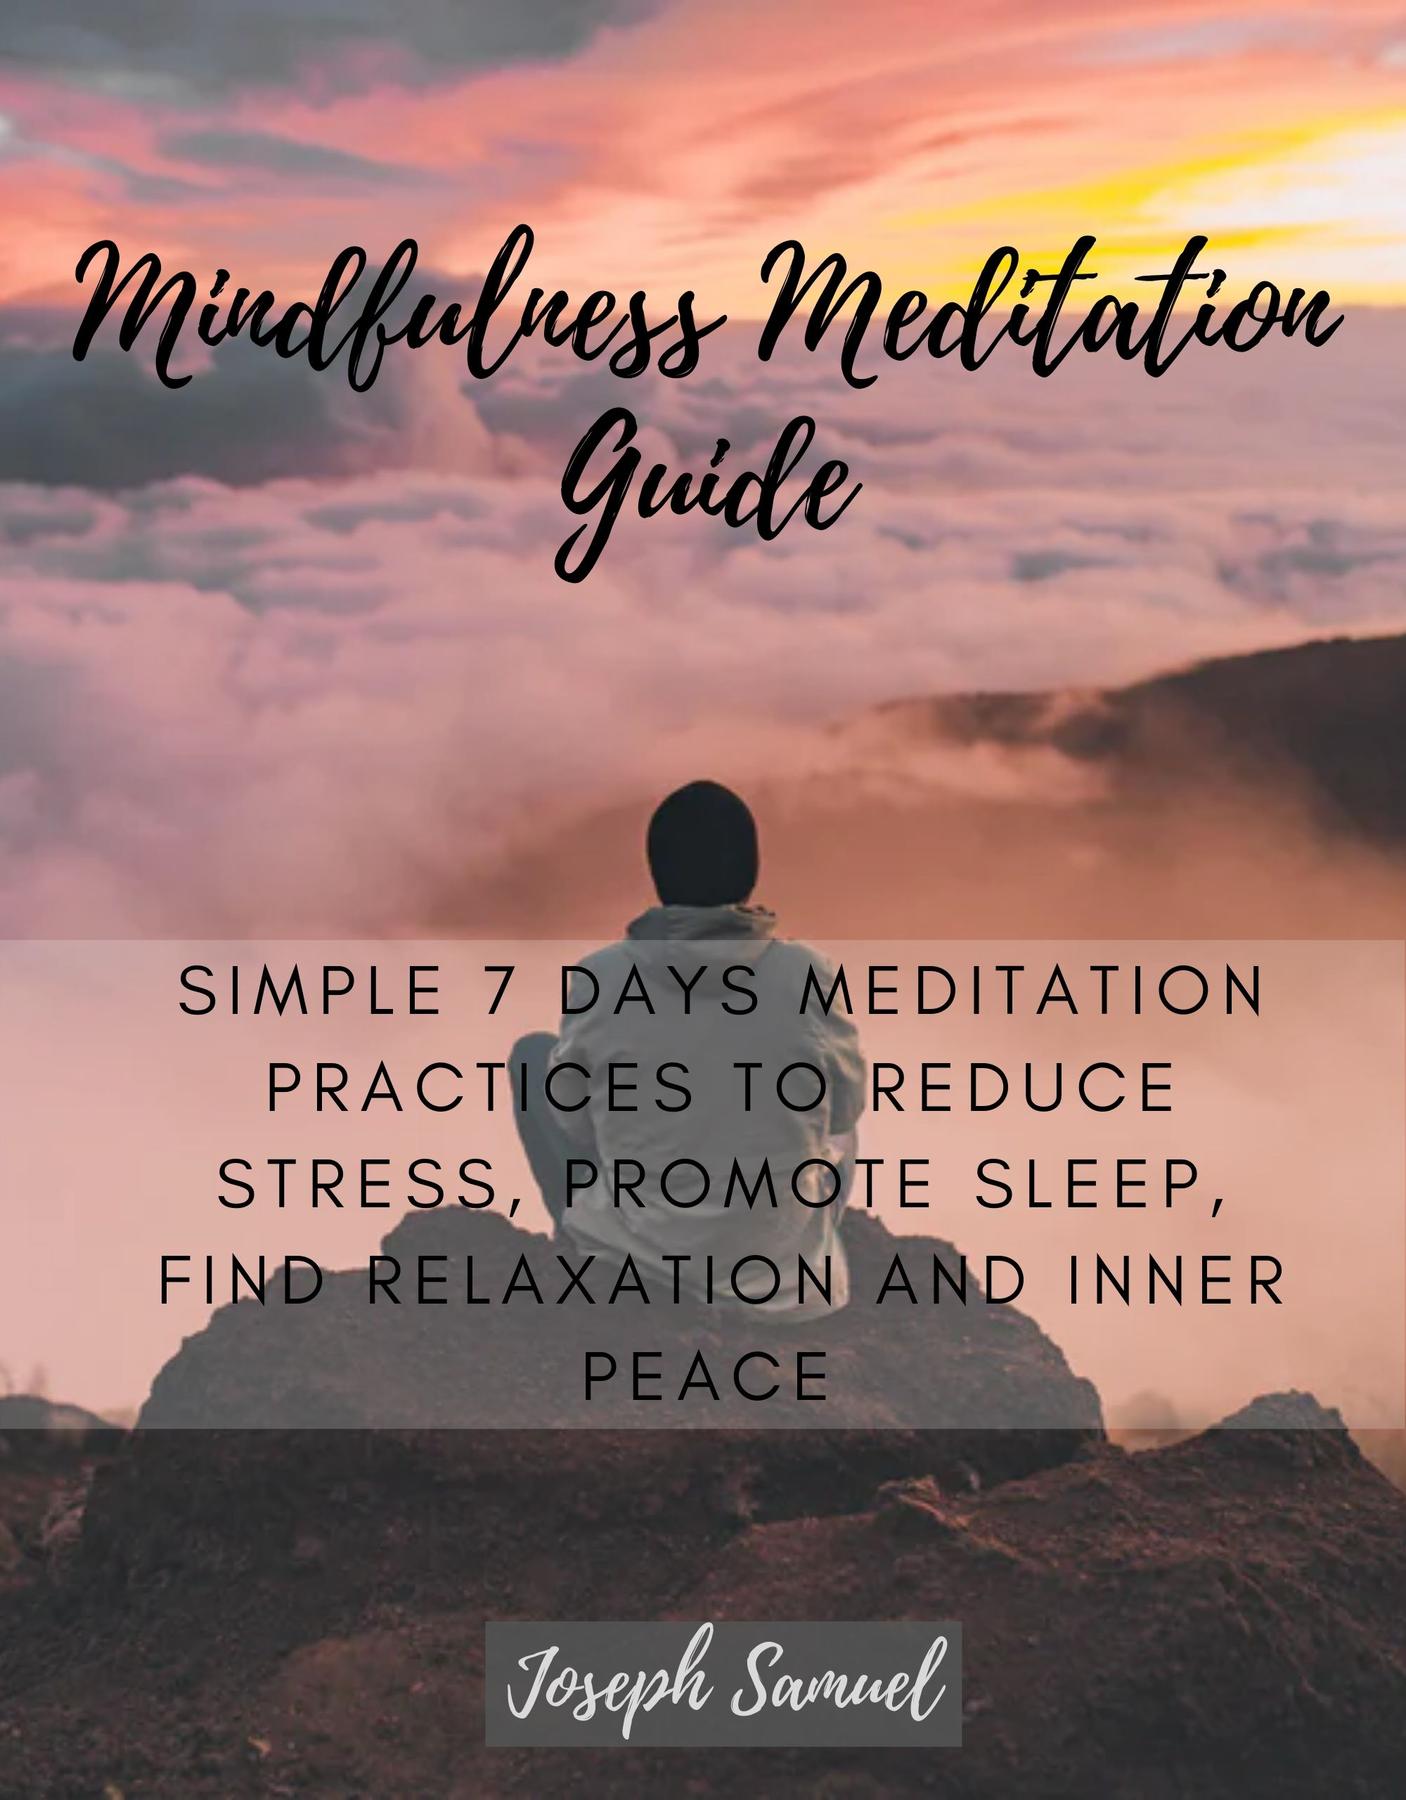 Mindfulness Meditation
Guide
SIMPLE 7 DAYS MEDITATION
PRACTICES TO REDUCE
STRESS, PROMOTE SLEEP,
FIND RELAXATION AND INNER
PEACE
Joseph Samuel